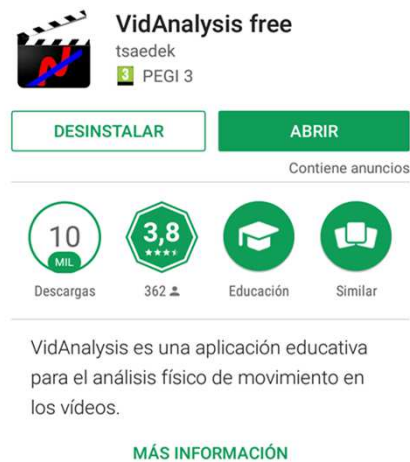 VidAnalysis free
tsaedek
3 PEGI 3
DESINSTALAR
ABRIR
Contiene anuncios
10
MIL
3,8
Descargas
362
Educación
Similar
VidAnalysis es una aplicación educativa
para el análisis físico de movimiento en
los vídeos.
MÁS INFORMACIÓN